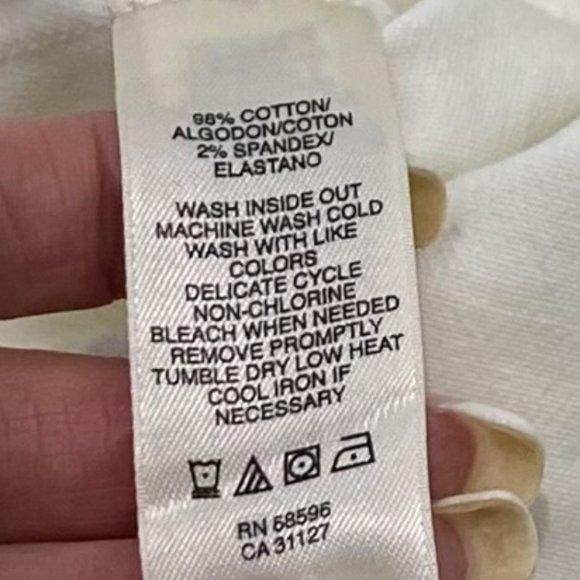 98% COTTON/
ALGODON/COTON
2% SPANDEX/
ELASTANO
WASH INSIDE OUT
MACHINE WASH COLD
WASH WITH LIKE
COLORS
DELICATE CYCLE
NON-CHLORINE
BLEACH WHEN NEEDED
REMOVE PROMPTLY
TUMBLE DRY LOW HEAT
COOL IRON IF
NECESSARY
RN 68596
CA 31127